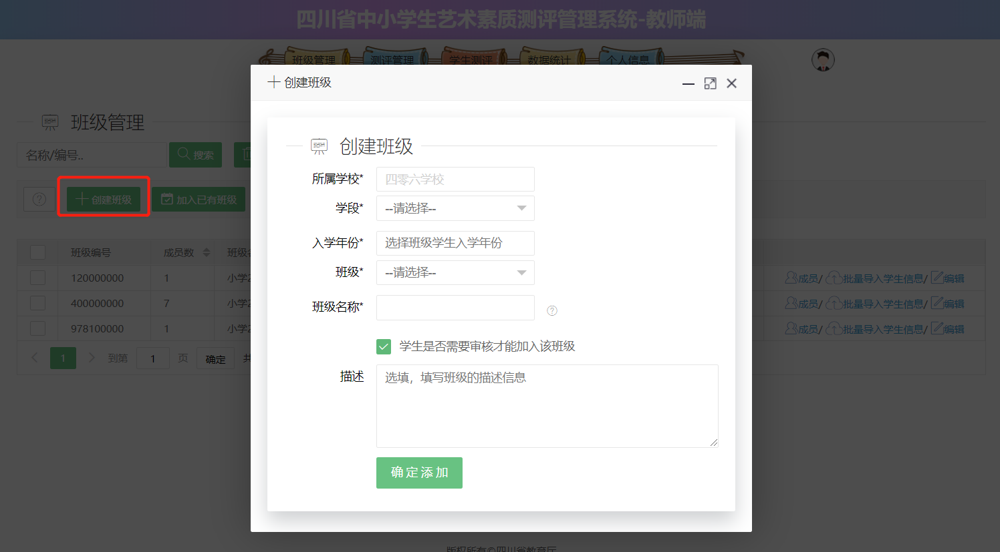 四川省中小学生艺术素质测评管理系统-教师端
班级管理
测评管理
学生测评
数据统计
个人信息
创建班级
班级管理
名称/编号..
搜索
创建班级
加入已有班级
创建班级
所属学校*
四零六学校
学段*
--请选择--
入学年份*
选择班级学生入学年份
班级*
--请选择--
班级名称*
学生是否需要审核才能加入该班级
描述
选填，填写班级的描述信息
确定添加
班级编号
成员数
班级
120000000
1
小学2
成员/
批量导入学生信息/
编辑
400000000
7
小学2
成员/
批量导入学生信息/
编辑
978100000
1
小学2
成员/
批量导入学生信息/
编辑
1
到第
1
页
确定
共
版权所有©四川省教育厅